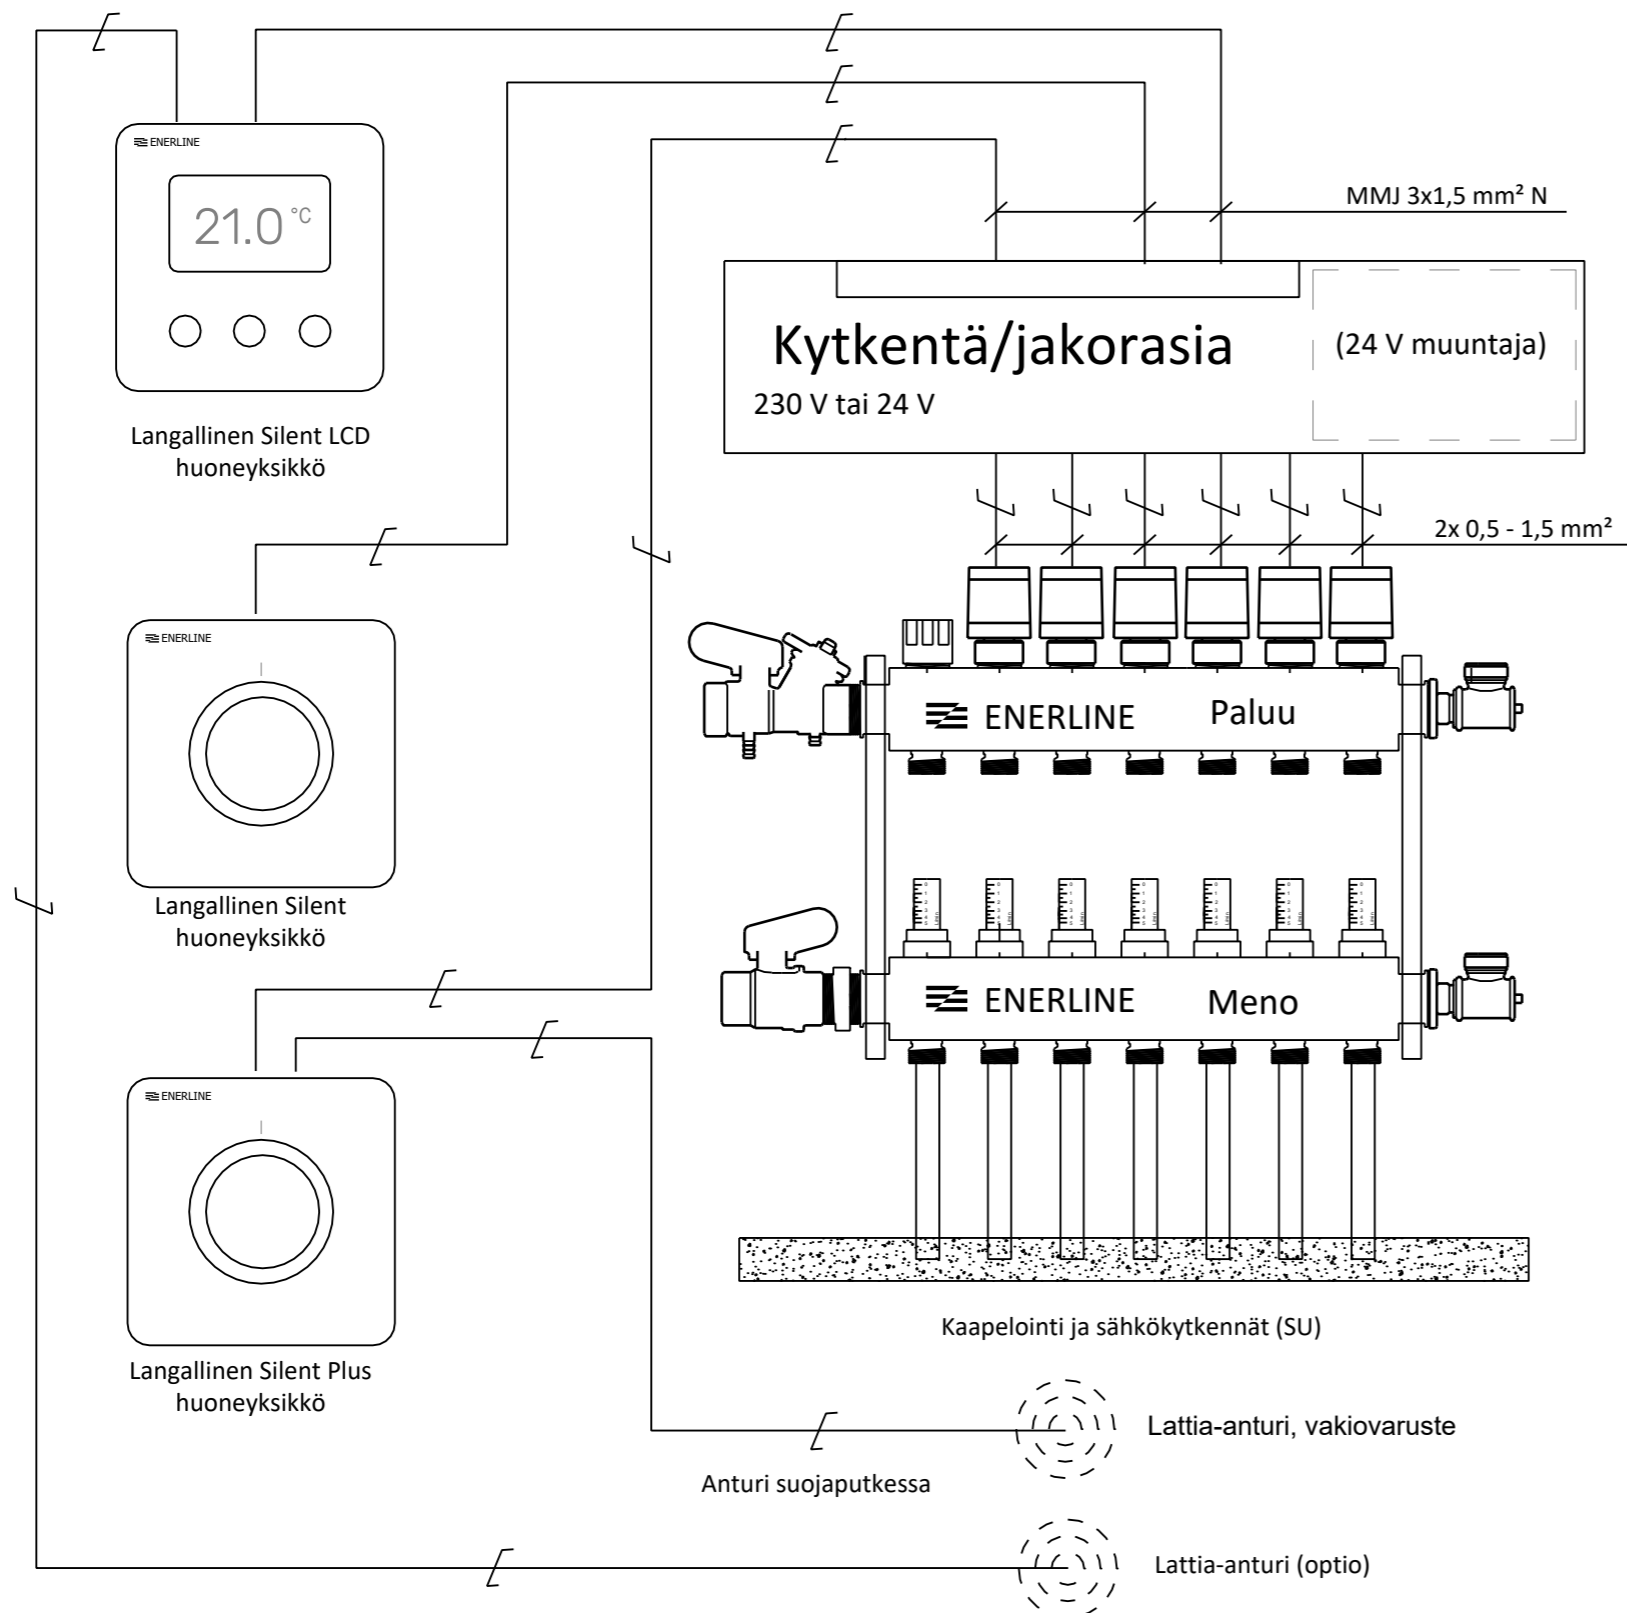 ENERLINE
21.0 °C
Langallinen Silent LCD
huoneyksikkö
MMJ 3x1,5 mm² N
Kytkentä/jakorasia
(24 V muuntaja)
230 V tai 24 V
2x 0,5 - 1,5 mm²
ENERLINE
Langallinen Silent
huoneyksikkö
ENERLINE Paluu
ENERLINE Meno
ENERLINE
Langallinen Silent Plus
huoneyksikkö
Kaapelointi ja sähkökytkennät (SU)
Lattia-anturi, vakiovaruste
Anturi suojaputkessa
Lattia-anturi (optio)